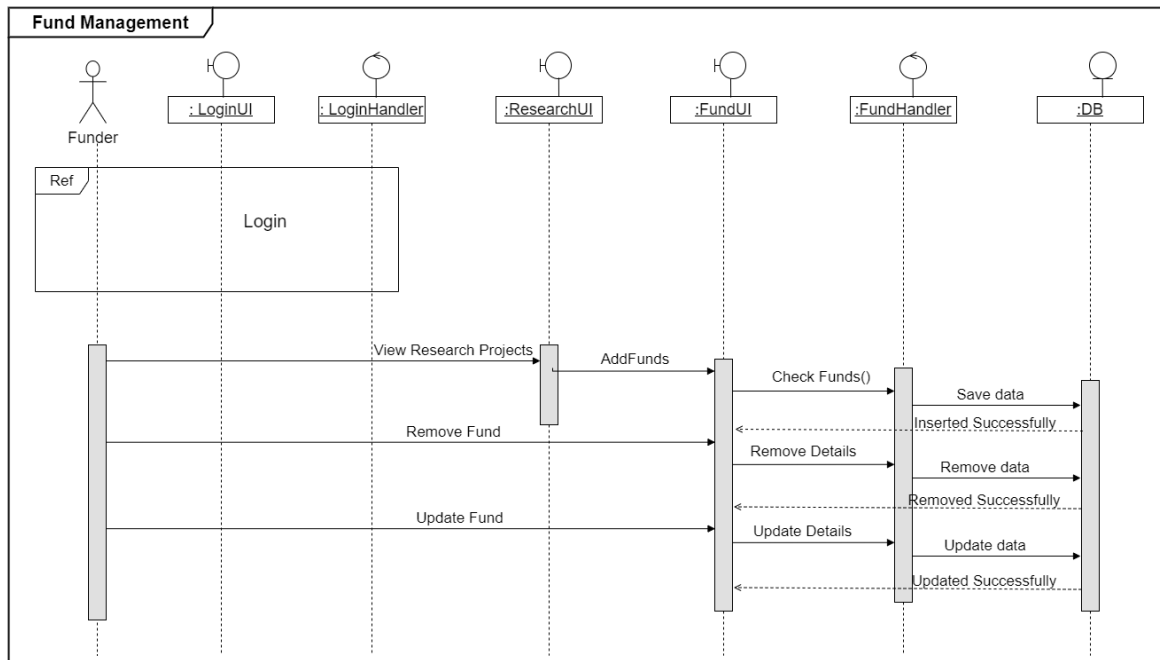 Fund Management
Funder
: LoginUI
: LoginHandler
:ResearchUI
:FundUI
:FundHandler
:DB
Ref
Login
View Research Projects
AddFunds
Check Funds()
Save data
Inserted Successfully
Remove Fund
Remove Details
Remove data
Removed Successfully
Update Fund
Update Details
Update data
Updated Successfully